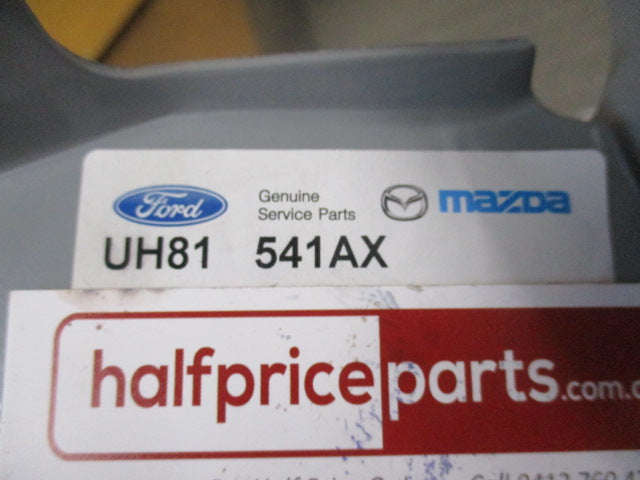 Ford Genuine Service Parts mazda
UH81 541AX
halfpriceparts.com.